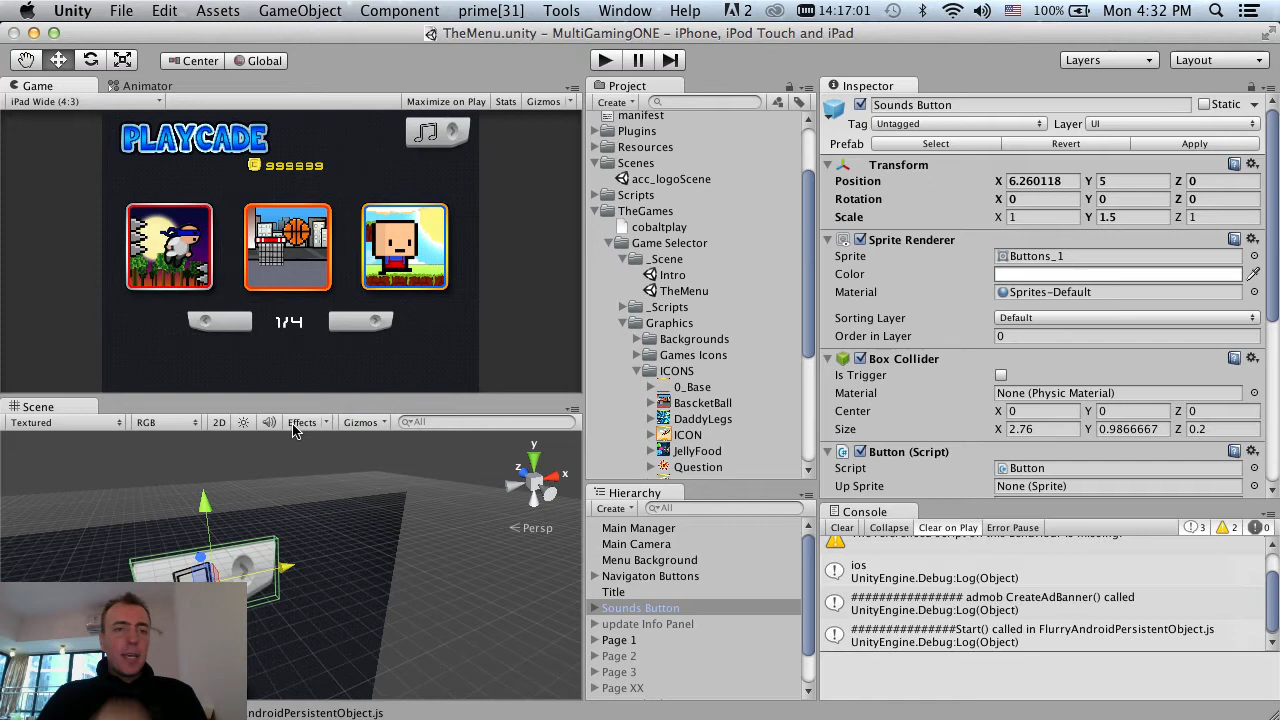 Unity File Edit Assets GameObject Component prime[31] Tools Window Help 2 14:17:01 100% Mon 4:32 PM
TheMenu.unity - MultiGamingONE - iPhone, iPod Touch and iPad
Center Global Layers Layout
Game Animator
iPad Wide (4:3) Maximize on Play Stats Gizmos
PLAYCADE
999999
1/4
Scene
Textured RGB 2D Effects Gizmos All
y
z
x
Persp
Project
Create
manifest
Plugins
Resources
Scenes
acc_logoScene
Scripts
TheGames
cobaltplay
Game Selector
_Scene
Intro
TheMenu
_Scripts
Graphics
Backgrounds
Games Icons
ICONS
0_Base
BascketBall
DaddyLegs
ICON
JellyFood
Question
Hierarchy
Create All
Main Manager
Main Camera
Menu Background
Navigaton Buttons
Title
Sounds Button
update Info Panel
Page 1
Page 2
Page 3
Page XX
Inspector
Sounds Button Static
Tag Untagged Layer UI
Prefab Select Revert Apply
Transform
Position X 6.260118 Y 5 Z 0
Rotation X 0 Y 0 Z 0
Scale X 1 Y 1.5 Z 1
Sprite Renderer
Sprite Buttons_1
Color
Material Sprites-Default
Sorting Layer Default
Order in Layer 0
Box Collider
Is Trigger
Material None (Physic Material)
Center X 0 Y 0 Z 0
Size X 2.76 Y 0.9866667 Z 0.2
Button (Script)
Script Button
Up Sprite None (Sprite)
Console
Clear Collapse Clear on Play Error Pause 3 2 0
The referenced script on this Behaviour is missing!
ios
UnityEngine.Debug:Log(Object)
################ admob CreateAdBanner() called
UnityEngine.Debug:Log(Object)
###############Start() called in FlurryAndroidPersistentObject.js
UnityEngine.Debug:Log(Object)
ndroidPersistentObject.js